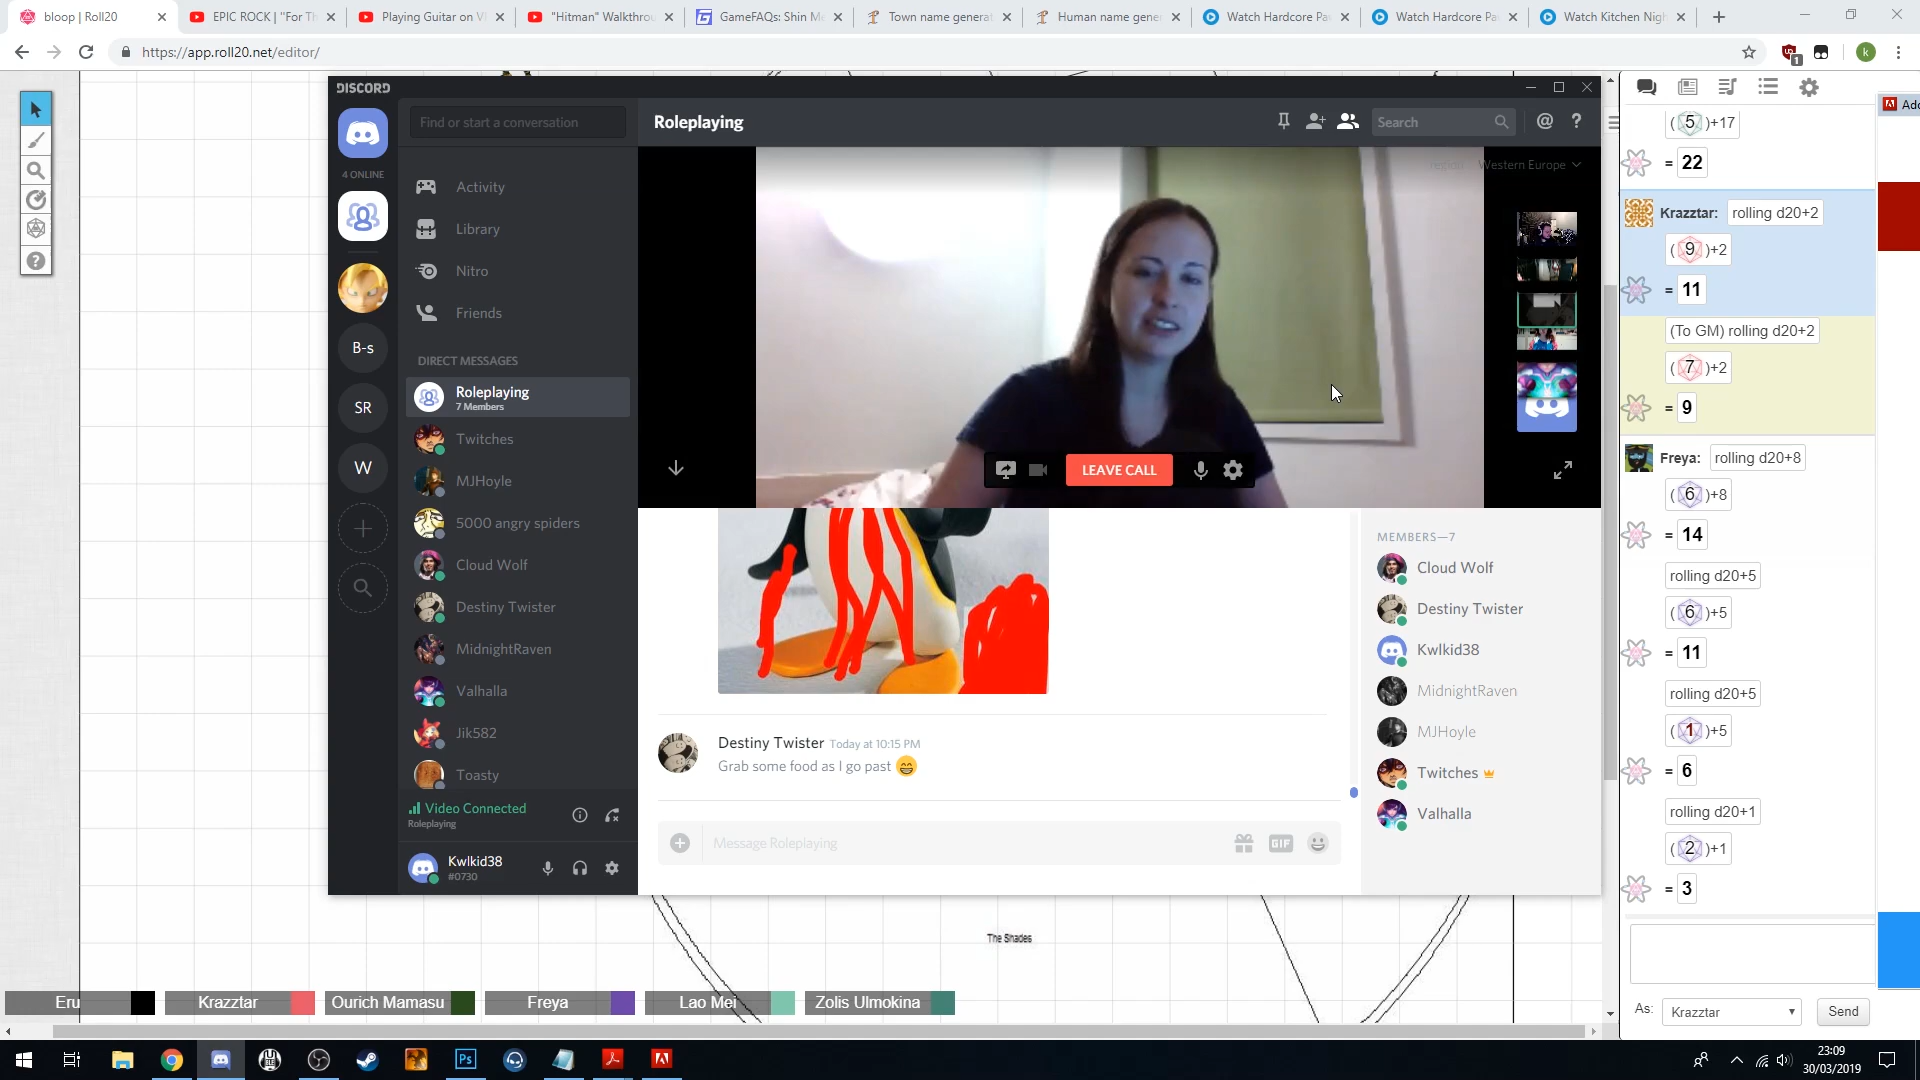 bloop | Roll20
EPIC ROCK | "For Th
Playing Guitar on V
"Hitman" Walkthrou
GameFAQs: Shin M
Town name generat
Human name gene
Watch Hardcore Pa
Watch Hardcore Pa
Watch Kitchen Nigh
https://app.roll20.net/editor/
k
1
DISCORD
Find or start a conversation
Roleplaying
Search
4 ONLINE
B-s
SR
W
Activity
Library
Nitro
Friends
DIRECT MESSAGES
Roleplaying
7 Members
Twitches
MJHoyle
5000 angry spiders
Cloud Wolf
Destiny Twister
MidnightRaven
Valhalla
Jik582
Toasty
Video Connected
Roleplaying
Kwlkid38
#0730
region
Western Europe
LEAVE CALL
Destiny Twister Today at 10:15 PM
Grab some food as I go past
Message Roleplaying
GIF
MEMBERS—7
Cloud Wolf
Destiny Twister
Kwlkid38
MidnightRaven
MJHoyle
Twitches
Valhalla
(5)+17
= 22
Krazztar: rolling d20+2
(9)+2
= 11
(To GM) rolling d20+2
(7)+2
= 9
Freya: rolling d20+8
(6)+8
= 14
rolling d20+5
(6)+5
= 11
rolling d20+5
(1)+5
= 6
rolling d20+1
(2)+1
= 3
As: Krazztar
Send
Ado
The Shades
Eru
Krazztar
Ourich Mamasu
Freya
Lao Mei
Zolis Ulmokina
Ps
23:09
30/03/2019